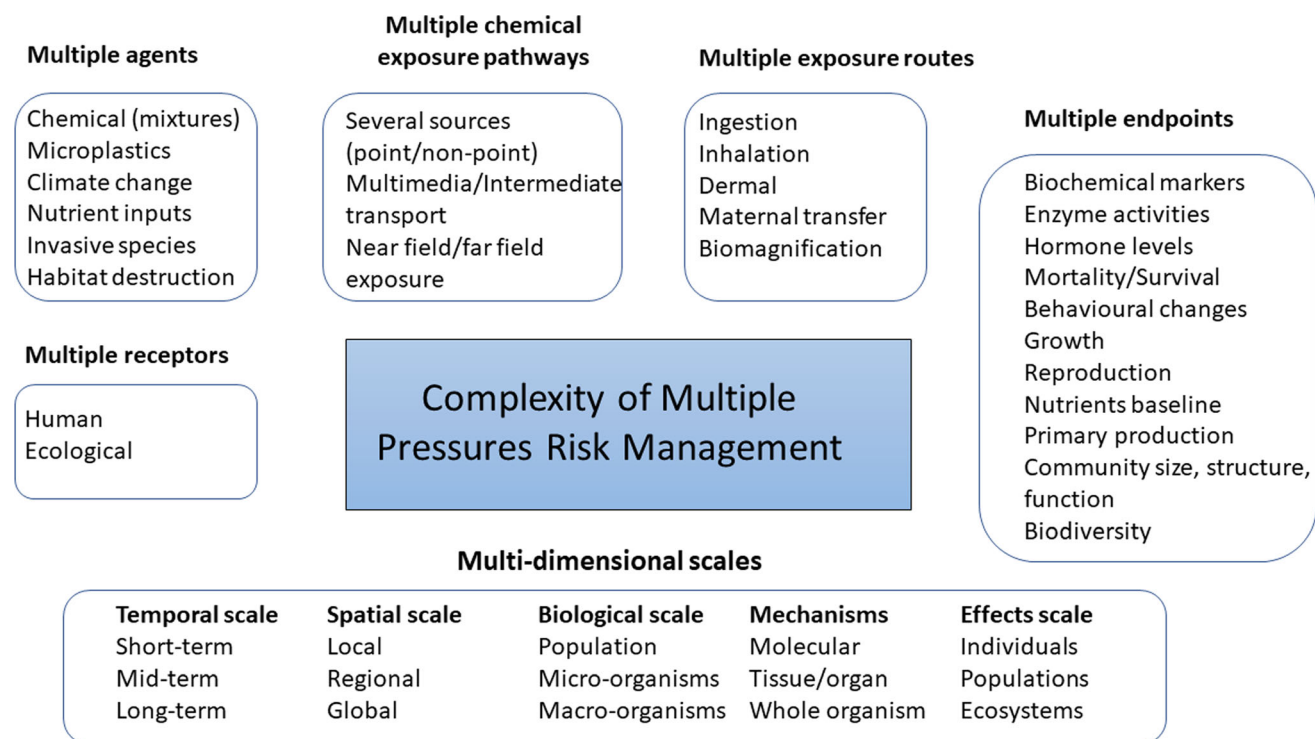 Multiple agents
Chemical (mixtures)
Microplastics
Climate change
Nutrient inputs
Invasive species
Habitat destruction
Multiple chemical
exposure pathways
Several sources
(point/non-point)
Multimedia/Intermediate
transport
Near field/far field
exposure
Multiple exposure routes
Ingestion
Inhalation
Dermal
Maternal transfer
Biomagnification
Multiple endpoints
Biochemical markers
Enzyme activities
Hormone levels
Mortality/Survival
Behavioural changes
Growth
Reproduction
Nutrients baseline
Primary production
Community size, structure,
function
Biodiversity
Multiple receptors
Human
Ecological
Complexity of Multiple
Pressures Risk Management
Multi-dimensional scales
Temporal scale
Short-term
Mid-term
Long-term
Spatial scale
Local
Regional
Global
Biological scale
Population
Micro-organisms
Macro-organisms
Mechanisms
Molecular
Tissue/organ
Whole organism
Effects scale
Individuals
Populations
Ecosystems